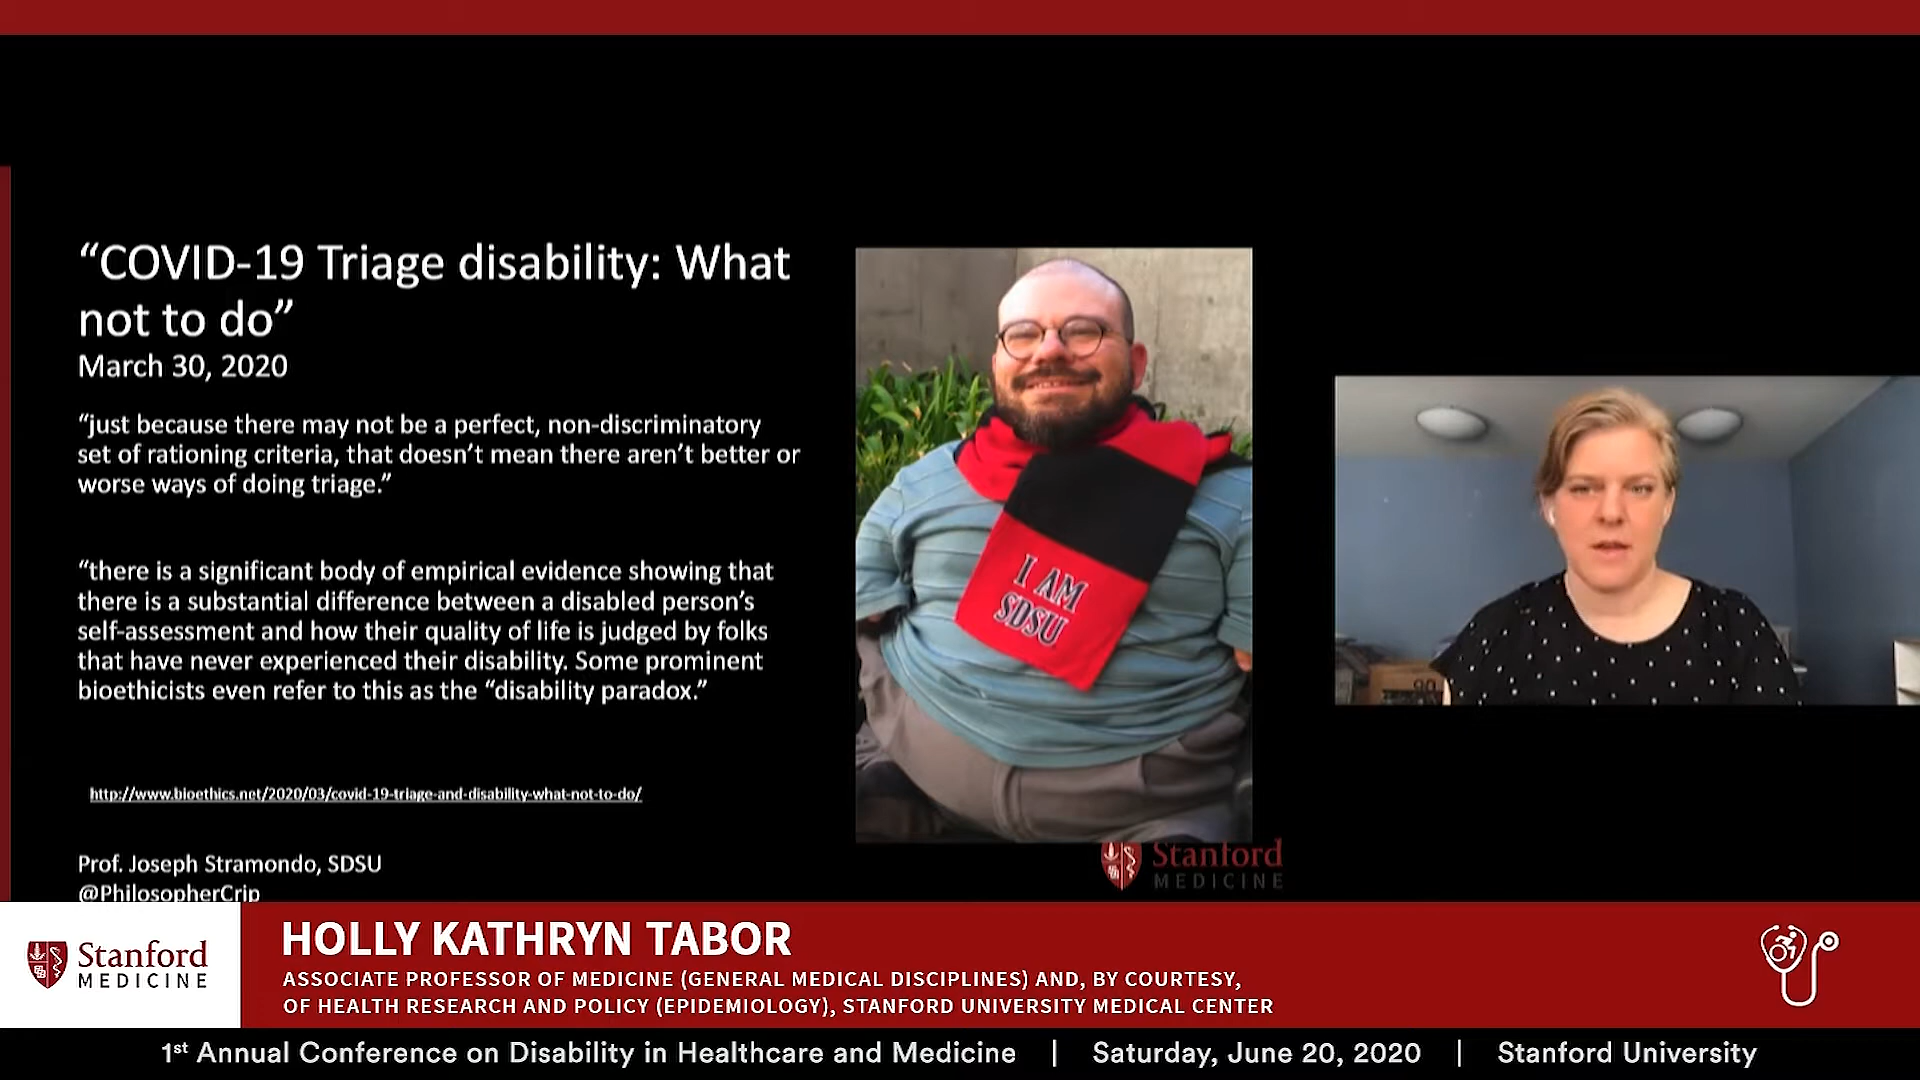 “COVID-19 Triage disability: What
not to do”
March 30, 2020
“just because there may not be a perfect, non-discriminatory
set of rationing criteria, that doesn’t mean there aren’t better or
worse ways of doing triage.”
“there is a significant body of empirical evidence showing that
there is a substantial difference between a disabled person’s
self-assessment and how their quality of life is judged by folks
that have never experienced their disability. Some prominent
bioethicists even refer to this as the “disability paradox.”
http://www.bioethics.net/2020/03/covid-19-triage-and-disability-what-not-to-do/
Prof. Joseph Stramondo, SDSU
@PhilosopherCrip
I AM
SDSU
Stanford
MEDICINE
Stanford
MEDICINE
HOLLY KATHRYN TABOR
ASSOCIATE PROFESSOR OF MEDICINE (GENERAL MEDICAL DISCIPLINES) AND, BY COURTESY,
OF HEALTH RESEARCH AND POLICY (EPIDEMIOLOGY), STANFORD UNIVERSITY MEDICAL CENTER
1st Annual Conference on Disability in Healthcare and Medicine | Saturday, June 20, 2020 | Stanford University